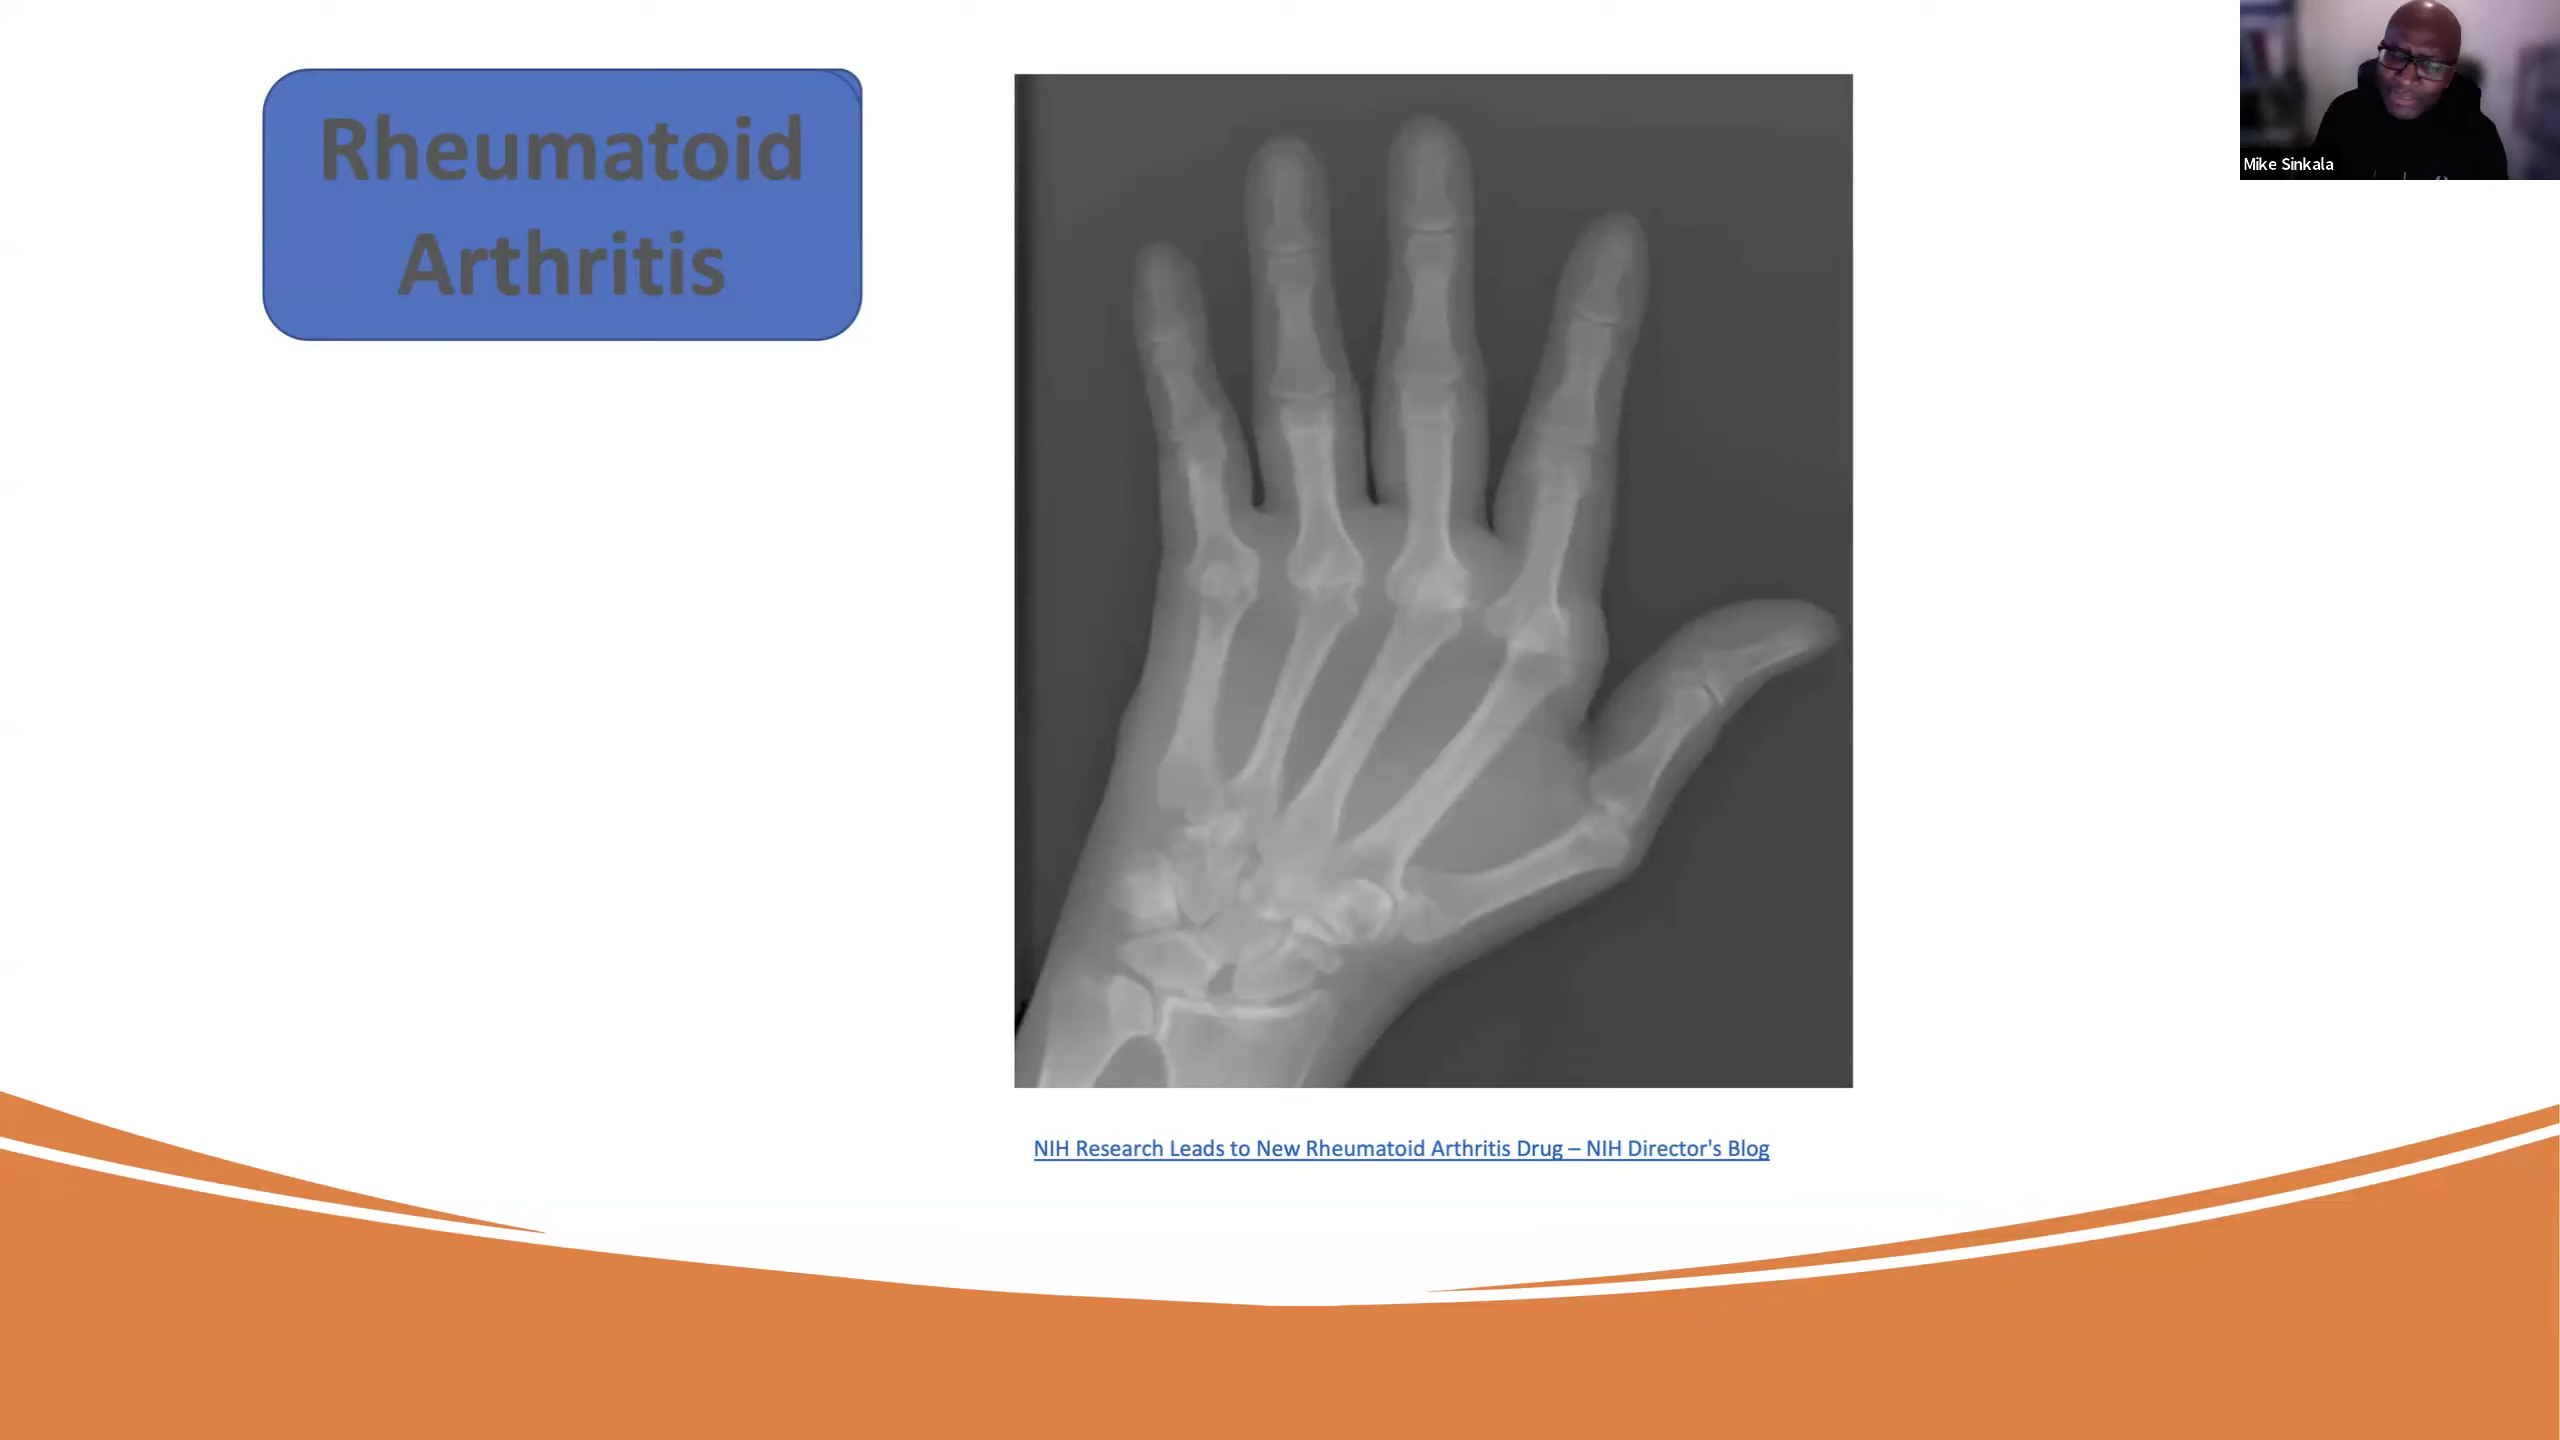 Rheumatoid
Arthritis
Mike Sinkala
NIH Research Leads to New Rheumatoid Arthritis Drug – NIH Director's Blog